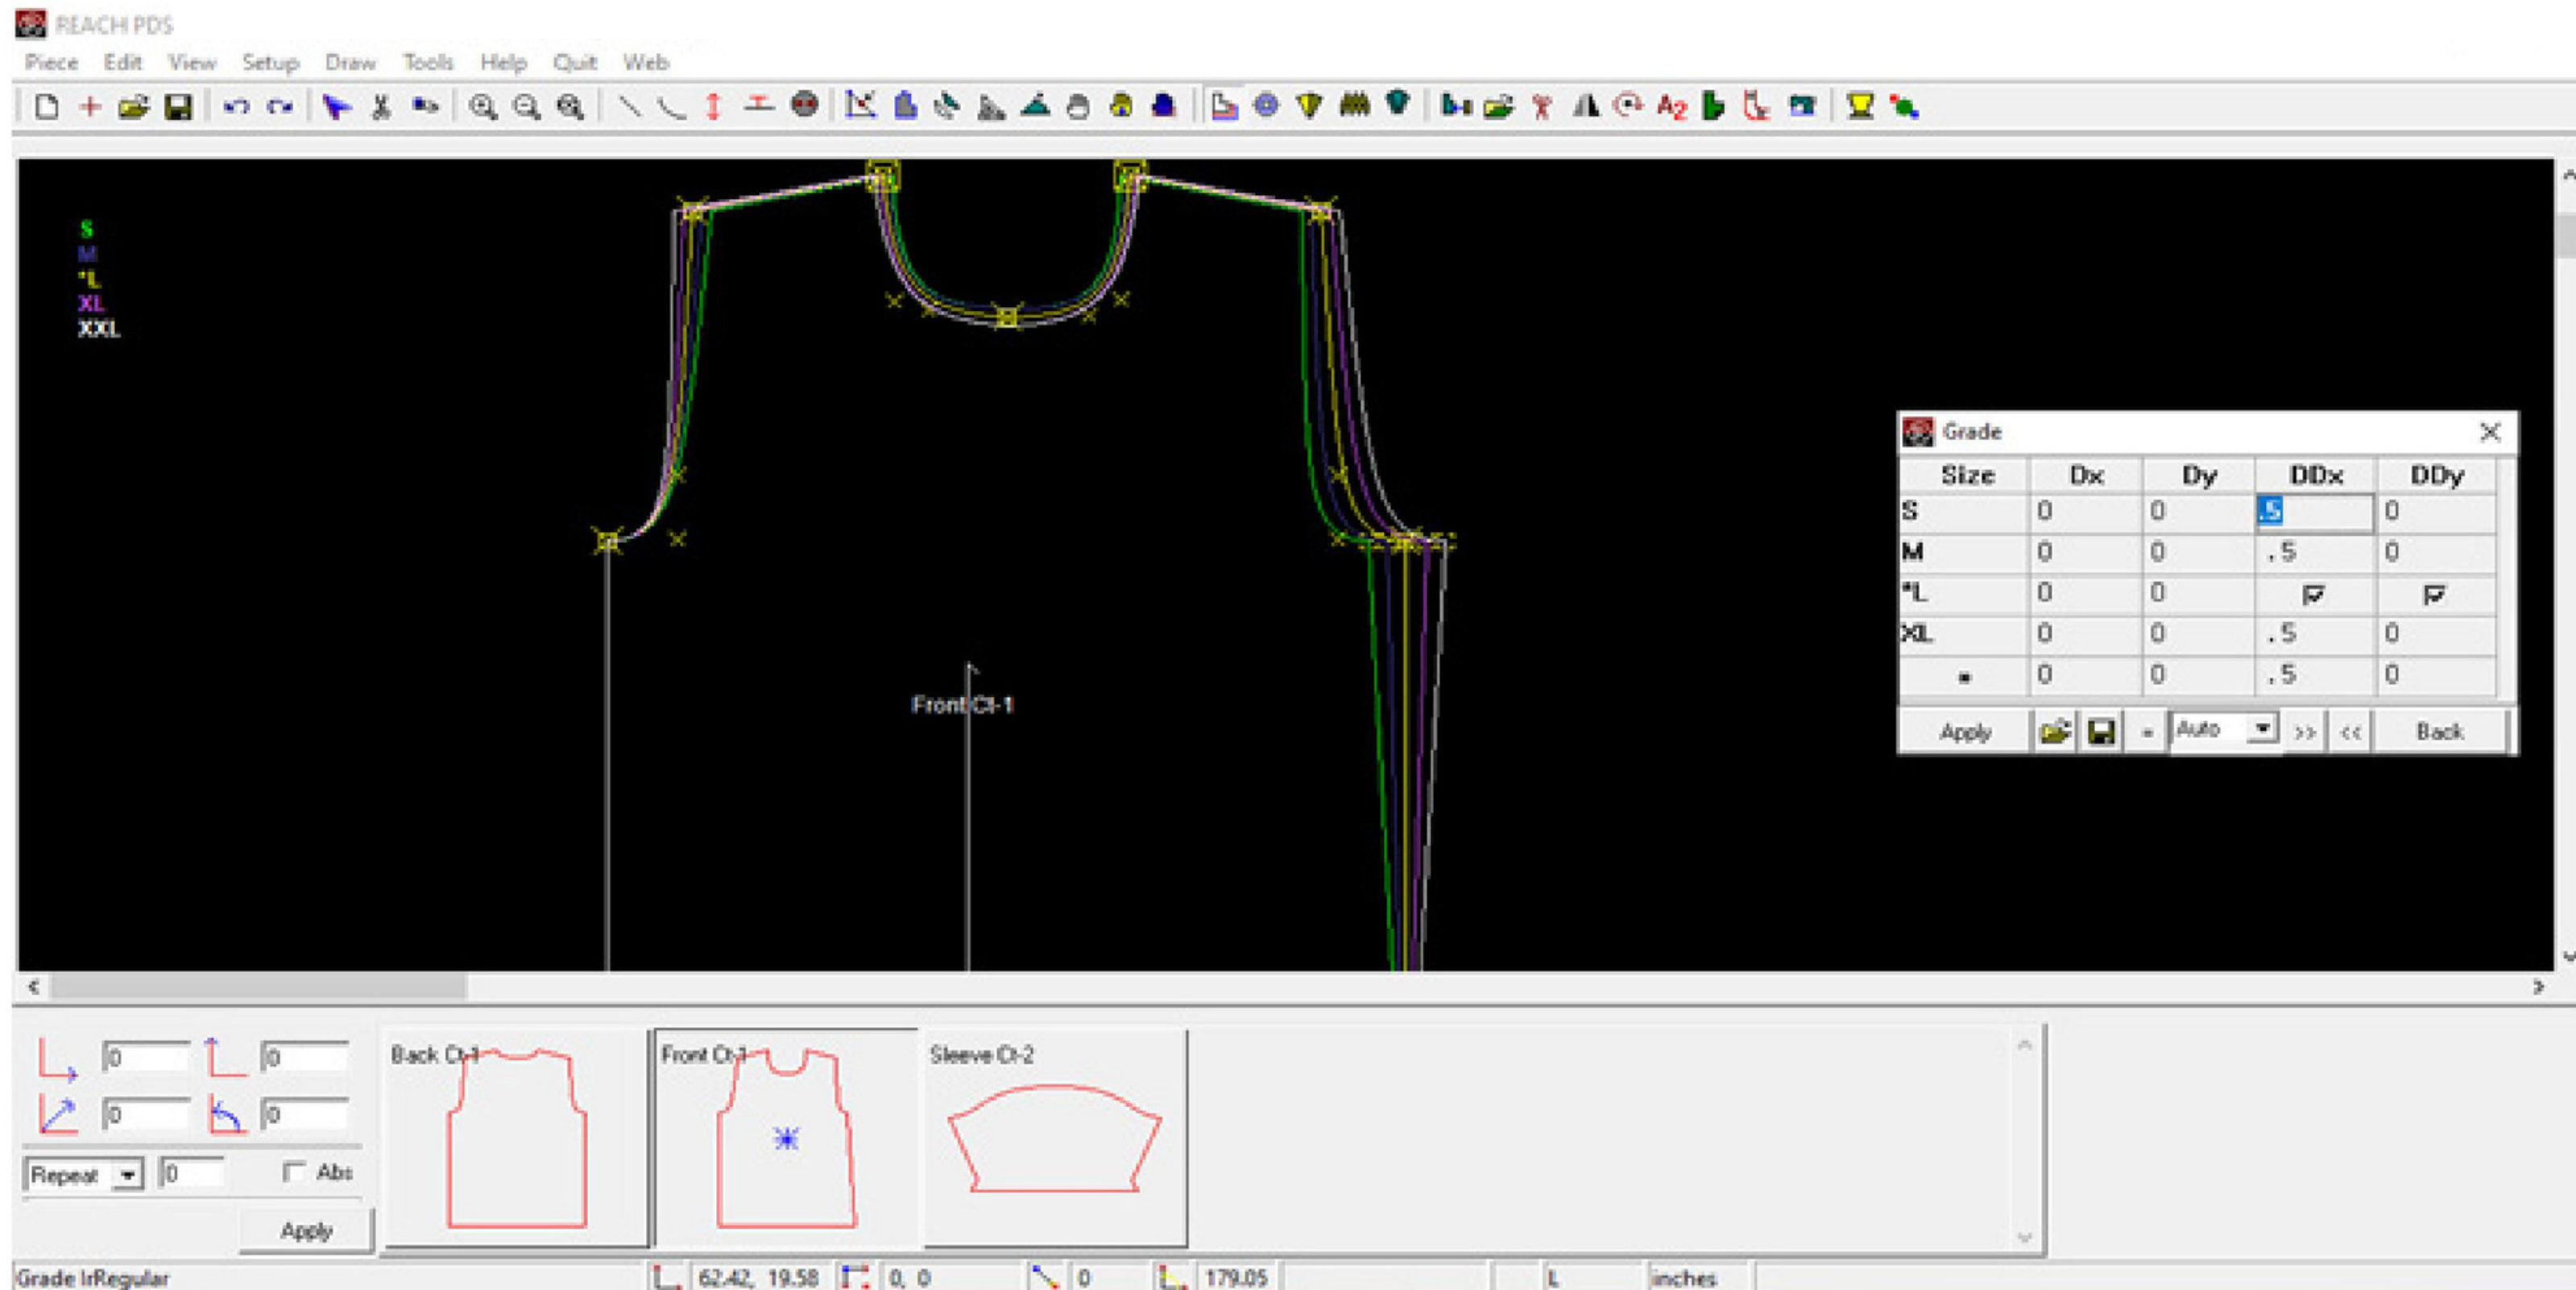 REACH PDS
Piece Edit View Setup Draw Tools Help Quit Web
A2
S
M
*L
XL
XXL
Front Ct-1
Grade
Size Dx Dy DDx DDy
S 0 0 .5 0
M 0 0 .5 0
*L 0 0
XL 0 0 .5 0
* 0 0 .5 0
Apply = Auto >> << Back
0 0
0 0
Repeat 0 Abs
Apply
Back Ct-1 Front Ct-1 Sleeve Ct-2
Grade IrRegular 62.42, 19.58 0, 0 0 179.05 L inches